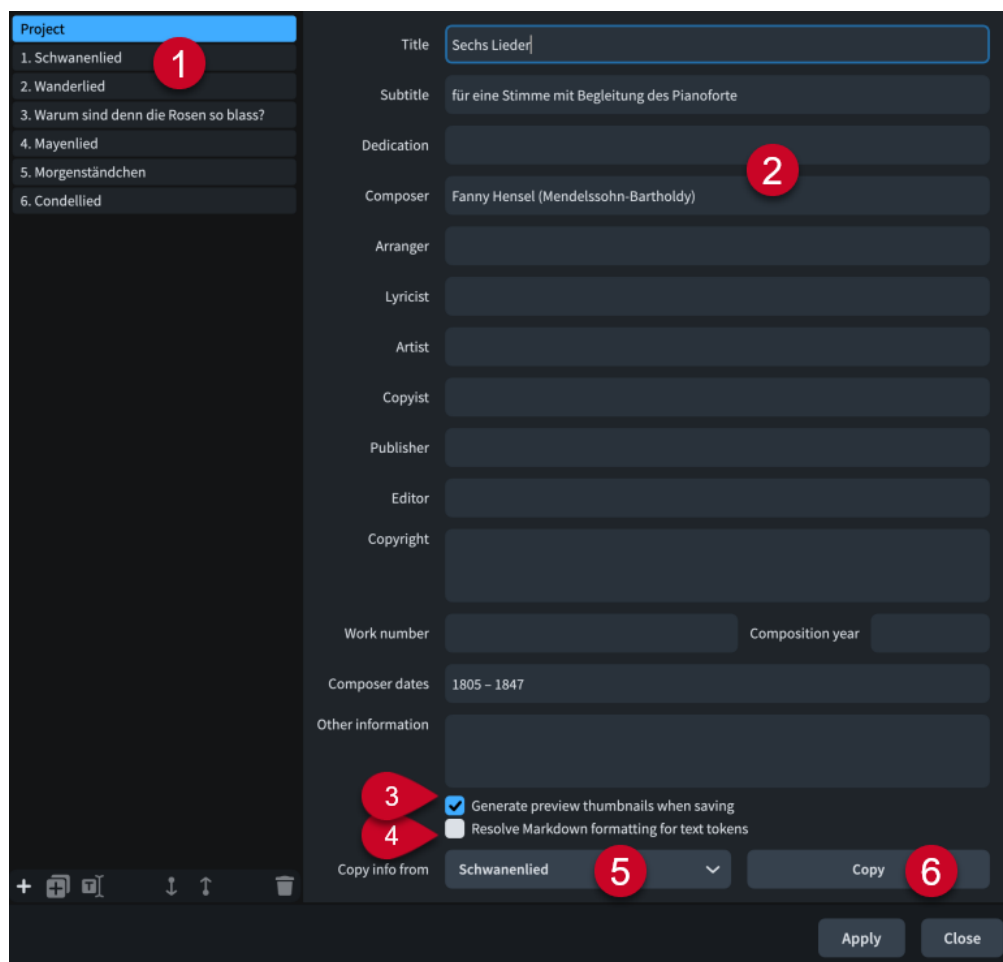 Project
1. Schwanenlied
2. Wanderlied
3. Warum sind denn die Rosen so blass?
4. Mayenlied
5. Morgenständchen
6. Condellied
1
Title Sechs Lieder
Subtitle für eine Stimme mit Begleitung des Pianoforte
Dedication
2
Composer Fanny Hensel (Mendelssohn-Bartholdy)
Arranger
Lyricist
Artist
Copyist
Publisher
Editor
Copyright
Work number Composition year
Composer dates 1805 – 1847
Other information
3 Generate preview thumbnails when saving
4 Resolve Markdown formatting for text tokens
Copy info from Schwanenlied 5 Copy 6
Apply Close